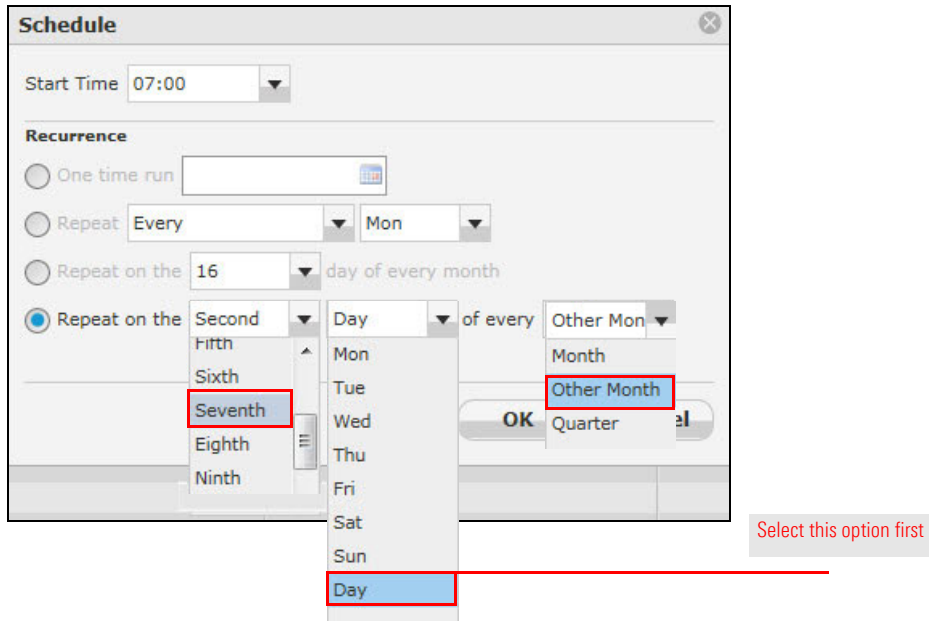 Schedule
Start Time 07:00
Recurrence
One time run
Repeat Every Mon
Repeat on the 16 day of every month
Repeat on the Second Day of every Other Mon
Fifth
Sixth
Seventh
Eighth
Ninth
Mon
Tue
Wed
Thu
Fri
Sat
Sun
Day
Month
Other Month
Quarter
OK
el
Select this option first